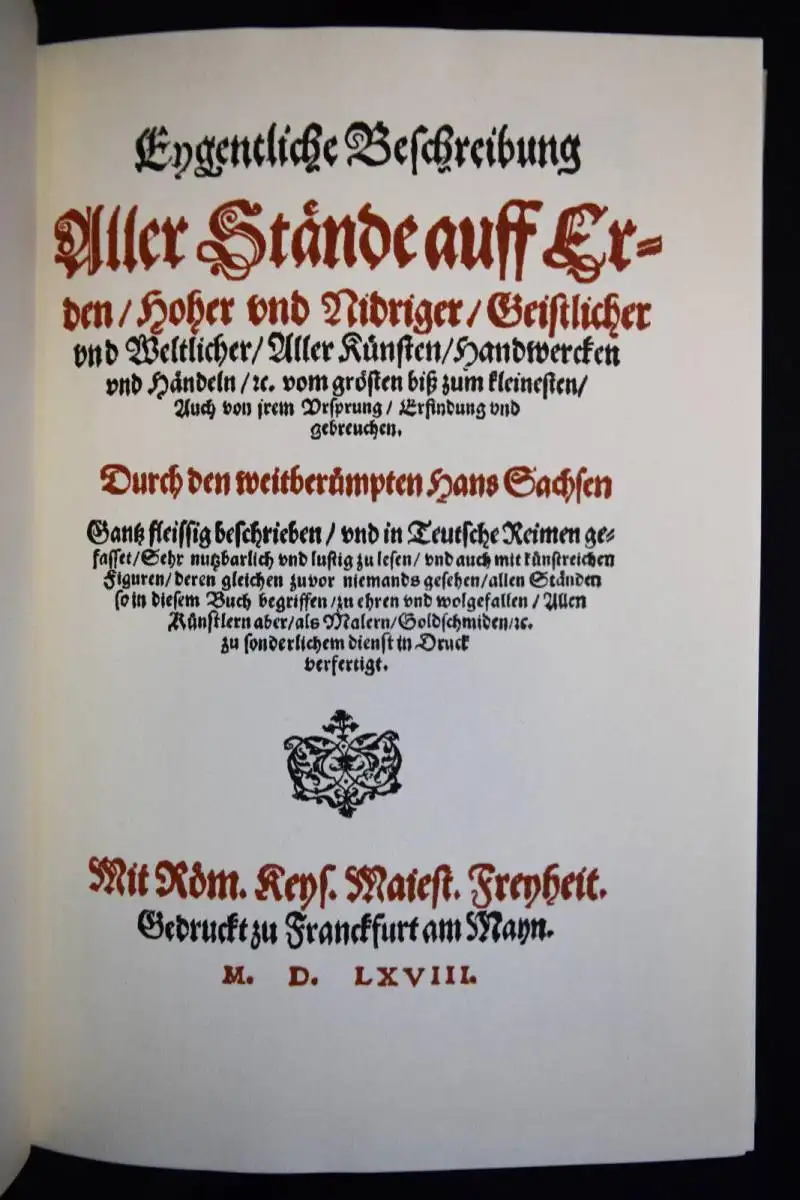 Eygentliche Beſchreibung
Aller Stände auff Er-
den / Hoher vnd Nidriger / Geiſtlicher
vnd Weltlicher / Aller Künſten / Handwercken
vnd Händeln / ꝛc. vom gröſten biß zum kleineſten /
Auch von jrem Vrſprung / Erfindung vnd
gebreuchen.
Durch den weitberümpten Hans Sachſen
Gantz fleiſſig beſchrieben / vnd in Teutſche Reimen ge-
faſſet / Sehr nutzbarlich vnd luſtig zu leſen / vnd auch mit künſtreichen
Figuren / deren gleichen zuvor niemands geſehen / allen Ständen
ſo in dieſem Buch begriffen / zu ehren vnd wolgefallen / Allen
Künſtlern aber / als Malern / Goldſchmiden / ꝛc.
zu ſonderlichem dienſt in Druck
verfertigt.
Mit Röm. Keyſ. Maieſt. Freyheit.
Gedruckt zu Franckfurt am Mayn.
M. D. LXVIII.